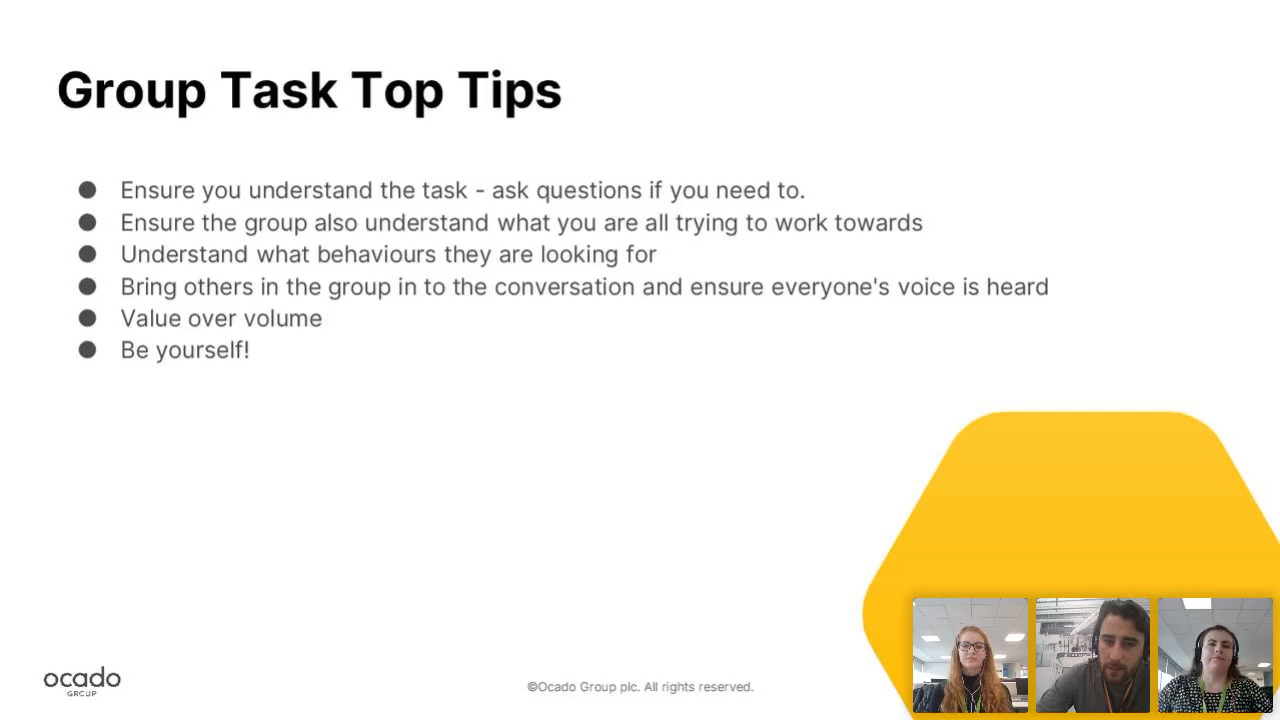 Group Task Top Tips
● Ensure you understand the task - ask questions if you need to.
● Ensure the group also understand what you are all trying to work towards
● Understand what behaviours they are looking for
● Bring others in the group in to the conversation and ensure everyone's voice is heard
● Value over volume
● Be yourself!
ocado
GROUP
©Ocado Group plc. All rights reserved.